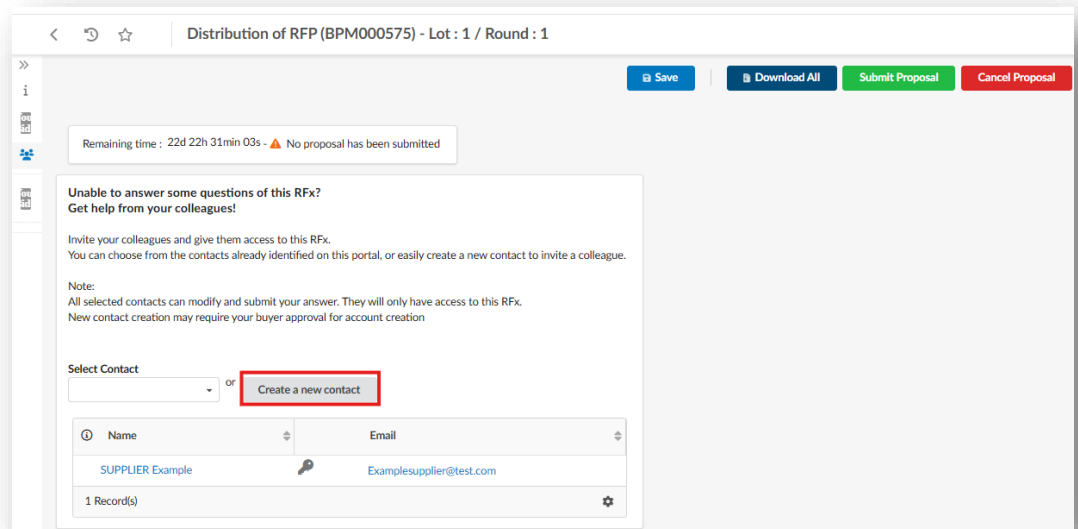 Distribution of RFP (BPM000575) - Lot : 1 / Round : 1
Save
Download All
Submit Proposal
Cancel Proposal
Remaining time : 22d 22h 31min 03s - No proposal has been submitted
Unable to answer some questions of this RFx?
Get help from your colleagues!
Invite your colleagues and give them access to this RFx.
You can choose from the contacts already identified on this portal, or easily create a new contact to invite a colleague.
Note:
All selected contacts can modify and submit your answer. They will only have access to this RFx.
New contact creation may require your buyer approval for account creation
Select Contact
or
Create a new contact
Name
Email
SUPPLIER Example
Examplesupplier@test.com
1 Record(s)